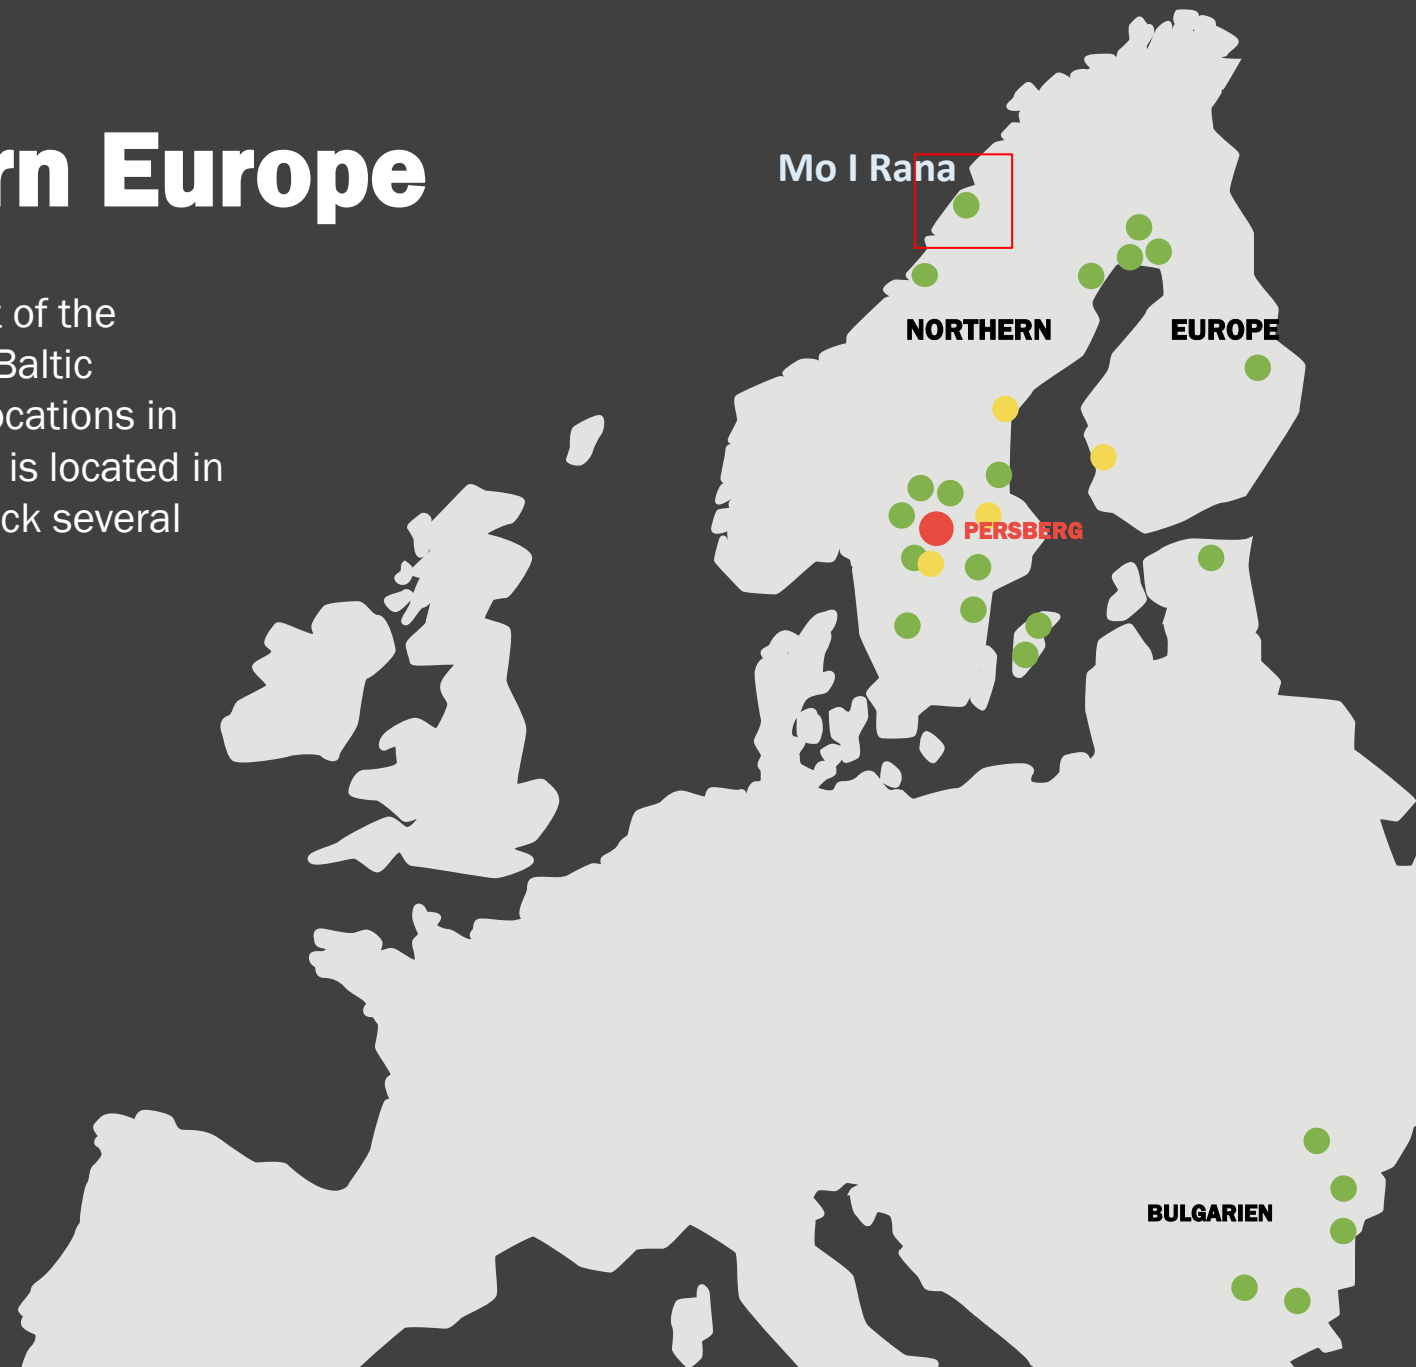 rn Europe
of the
Baltic
ocations in
is located in
ck several
Mo I Rana
NORTHERN EUROPE
PERSBERG
BULGARIEN